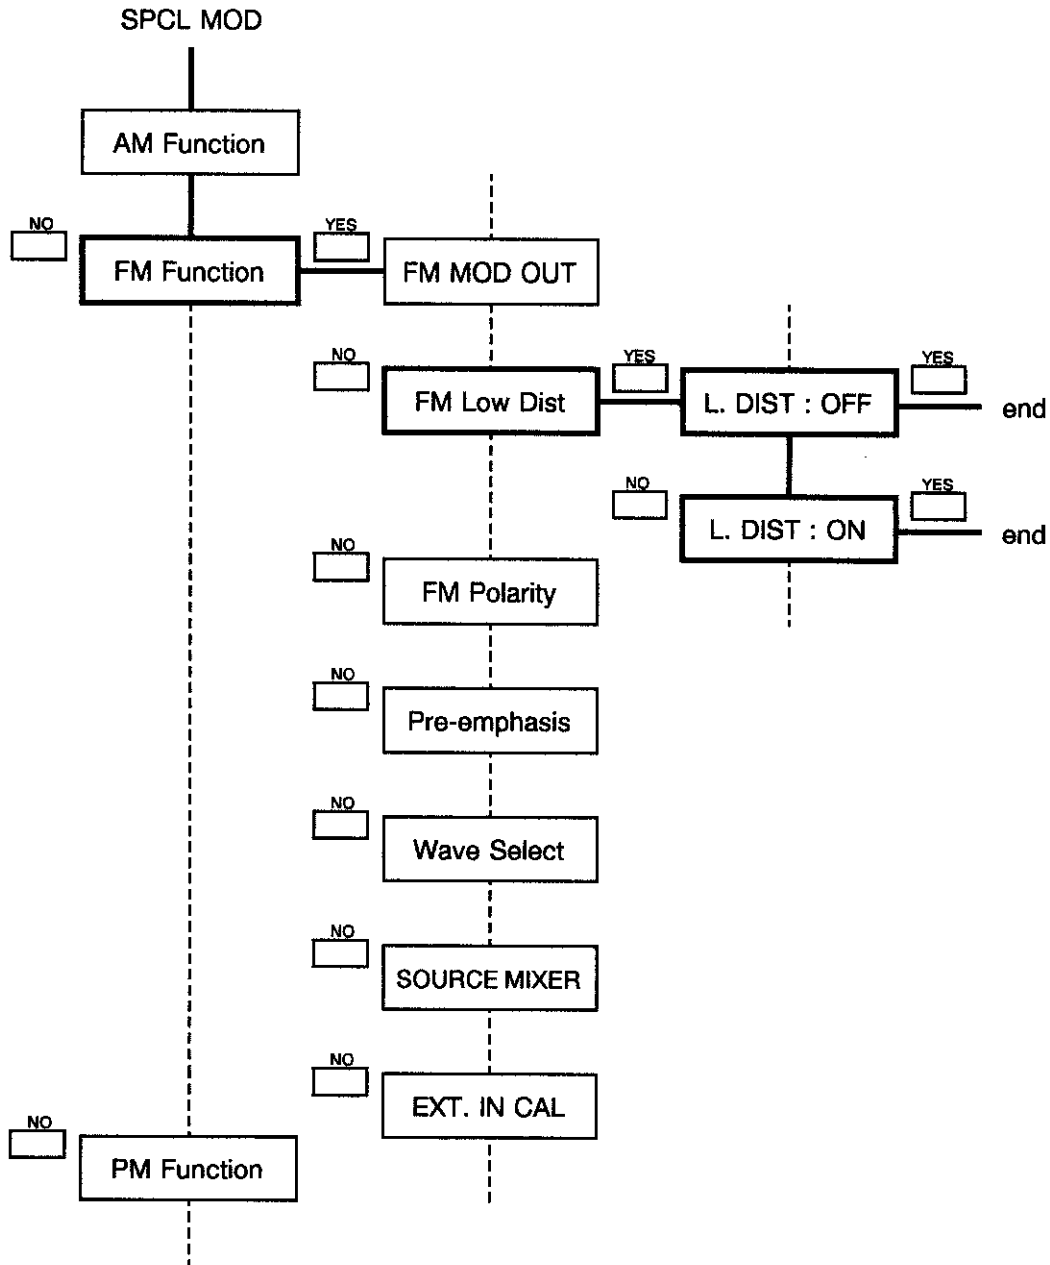 SPCL MOD
AM Function
NO
YES
FM Function
FM MOD OUT
NO
YES
YES
FM Low Dist
L. DIST : OFF
end
NO
YES
L. DIST : ON
end
NO
FM Polarity
NO
Pre-emphasis
NO
Wave Select
NO
SOURCE MIXER
NO
EXT. IN CAL
NO
PM Function